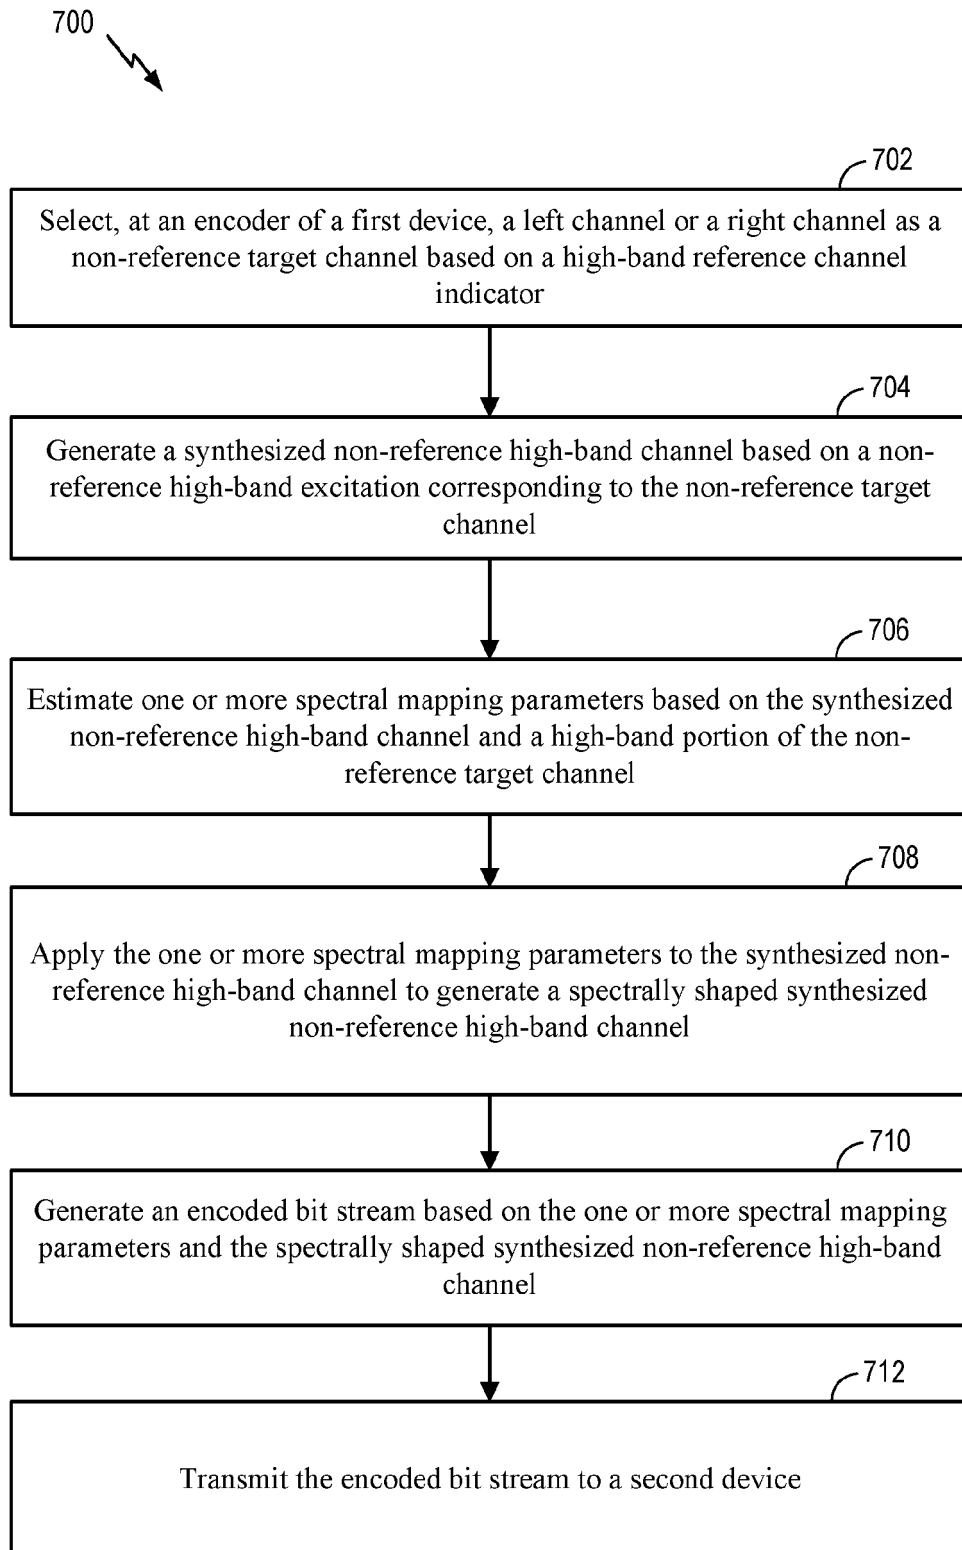 700
702
Select, at an encoder of a first device, a left channel or a right channel as a
non-reference target channel based on a high-band reference channel
indicator
704
Generate a synthesized non-reference high-band channel based on a non-
reference high-band excitation corresponding to the non-reference target
channel
706
Estimate one or more spectral mapping parameters based on the synthesized
non-reference high-band channel and a high-band portion of the non-
reference target channel
708
Apply the one or more spectral mapping parameters to the synthesized non-
reference high-band channel to generate a spectrally shaped synthesized
non-reference high-band channel
710
Generate an encoded bit stream based on the one or more spectral mapping
parameters and the spectrally shaped synthesized non-reference high-band
channel
712
Transmit the encoded bit stream to a second device